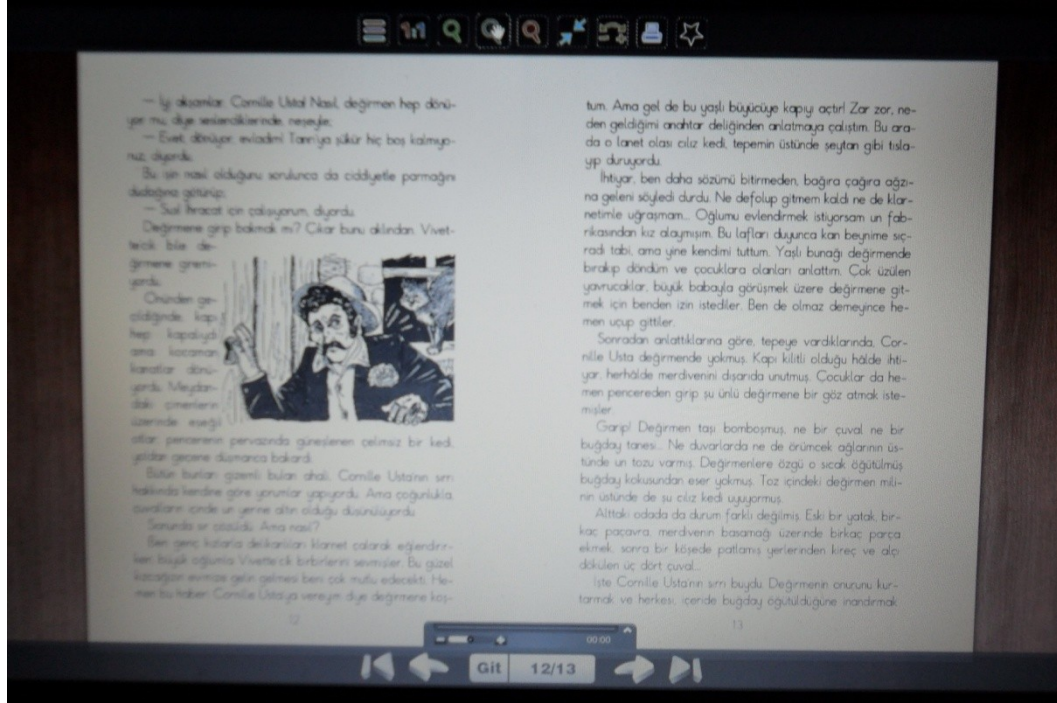 1:1
— İyi akşamlar, Cornille Usta! Nasıl, değirmen hep dönü-
yor mu, diye seslendiklerinde, neşeyle;
— Evet, dönüyor, evladım! Tanrı'ya şükür hiç boş kalmıyo-
ruz, diyordu.
Bu işin nasıl olduğunu sorulunca da ciddiyetle parmağını
dudağına götürüp;
— Sus! İhracat için çalışıyorum, diyordu.
Değirmene girip bakmak mı? Çıkar bunu aklından. Vivet-
te'cik bile de-
ğirmene giremi-
yordu.
Önünden ge-
çildiğinde, kapı
hep kapalıydı
ama kocaman
kanatlar dönü-
yordu. Meydan-
daki çimenlerin
üzerinde eşeği
otlar, pencerenin pervazında güneşlenen çelimsiz bir kedi,
yoldan geçene düşmanca bakardı.
Bütün bunları gizemli bulan ahali, Cornille Usta'nın sırrı
hakkında kendine göre yorumlar yapıyordu. Ama çoğunlukla,
çuvalların içinde un yerine altın olduğu düşünülüyordu.
Sonunda sır çözüldü. Ama nasıl?
Ben genç kızlarla delikanlıları klarnet çalarak eğlendirir-
ken, büyük oğlumla Vivette'cik birbirlerini sevmişler. Bu güzel
kızcağızın evimize gelin gelmesi beni çok mutlu edecekti. He-
men bu haberi Cornille Usta'ya vereyim diye değirmene koş-
12
tum. Ama gel de bu yaşlı büyücüye kapıyı açtır! Zar zor, ne-
den geldiğimi anahtar deliğinden anlatmaya çalıştım. Bu ara-
da o lanet olası cılız kedi, tepemin üstünde şeytan gibi tısla-
yıp duruyordu.
İhtiyar, ben daha sözümü bitirmeden, bağıra çağıra ağzı-
na geleni söyledi durdu. Ne defolup gitmem kaldı ne de klar-
netimle uğraşmam... Oğlumu evlendirmek istiyorsam un fab-
rikasından kız alaymışım. Bu lafları duyunca kan beynime sıç-
radı tabi, ama yine kendimi tuttum. Yaşlı bunağı değirmende
bırakıp döndüm ve çocuklara olanları anlattım. Çok üzülen
yavrucaklar, büyük babayla görüşmek üzere değirmene git-
mek için benden izin istediler. Ben de olmaz demeyince he-
men uçup gittiler.
Sonradan anlattıklarına göre, tepeye vardıklarında, Cor-
nille Usta değirmende yokmuş. Kapı kilitli olduğu hâlde ihti-
yar, herhâlde merdivenini dışarıda unutmuş. Çocuklar da he-
men pencereden girip şu ünlü değirmene bir göz atmak iste-
mişler.
Garip! Değirmen taşı bomboşmuş, ne bir çuval ne bir
buğday tanesi... Ne duvarlarda ne de örümcek ağlarının üs-
tünde un tozu varmış. Değirmenlere özgü o sıcak öğütülmüş
buğday kokusundan eser yokmuş. Toz içindeki değirmen mili-
nin üstünde de şu cılız kedi uyuyormuş.
Alttaki odada da durum farklı değilmiş. Eski bir yatak, bir-
kaç paçavra, merdivenin basamağı üzerinde birkaç parça
ekmek, sonra bir köşede patlamış yerlerinden kireç ve alçı
dökülen üç dört çuval...
İşte Cornille Usta'nın sırrı buydu. Değirmenin onurunu kur-
tarmak ve herkesi, içeride buğday öğütüldüğüne inandırmak
13
00:00
Git 12/13